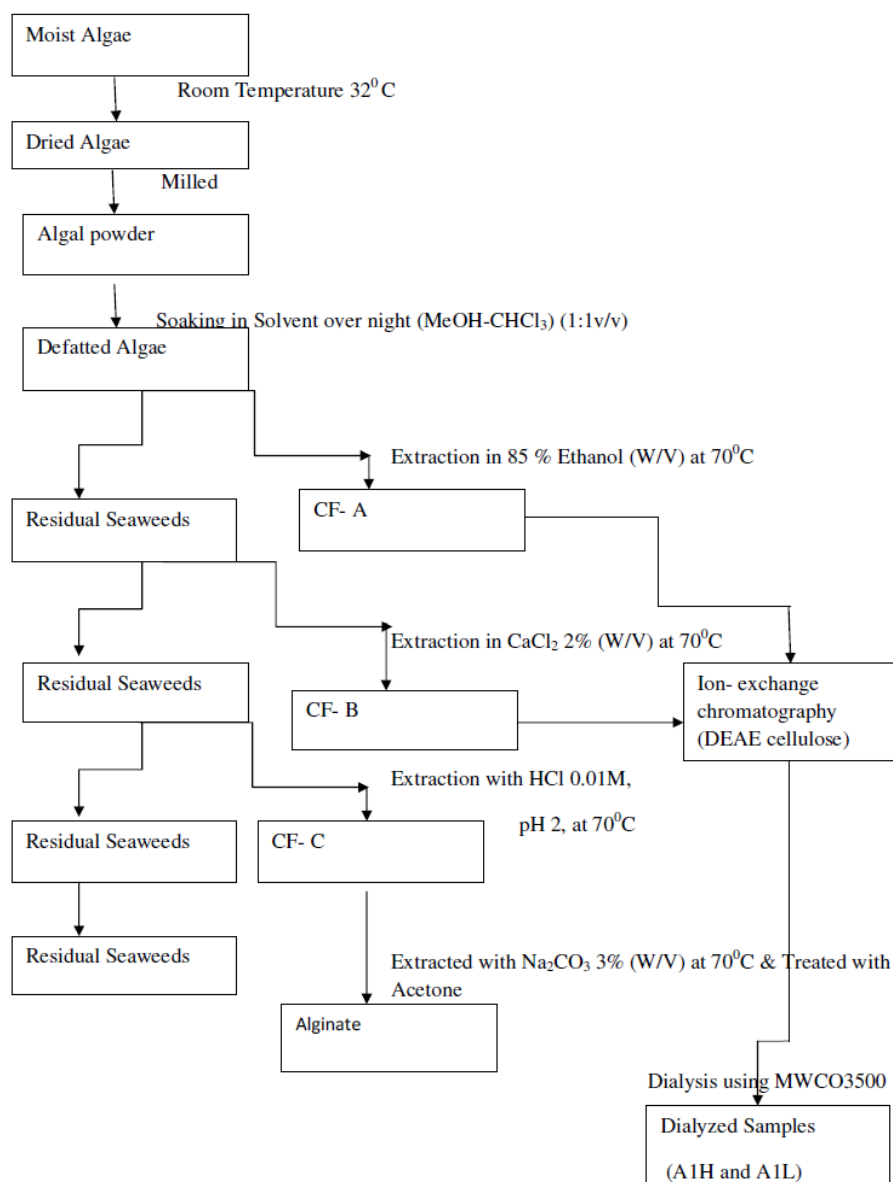 Moist Algae
Room Temperature 32⁰ C
Dried Algae
Milled
Algal powder
Soaking in Solvent over night (MeOH-CHCl₃) (1:1v/v)
Defatted Algae
Extraction in 85 % Ethanol (W/V) at 70⁰C
Residual Seaweeds
CF- A
Extraction in CaCl₂ 2% (W/V) at 70⁰C
Residual Seaweeds
CF- B
Ion- exchange
chromatography
(DEAE cellulose)
Extraction with HCl 0.01M,
pH 2, at 70⁰C
Residual Seaweeds
CF- C
Residual Seaweeds
Extracted with Na₂CO₃ 3% (W/V) at 70⁰C & Treated with
Acetone
Alginate
Dialysis using MWCO3500
Dialyzed Samples
(A1H and A1L)